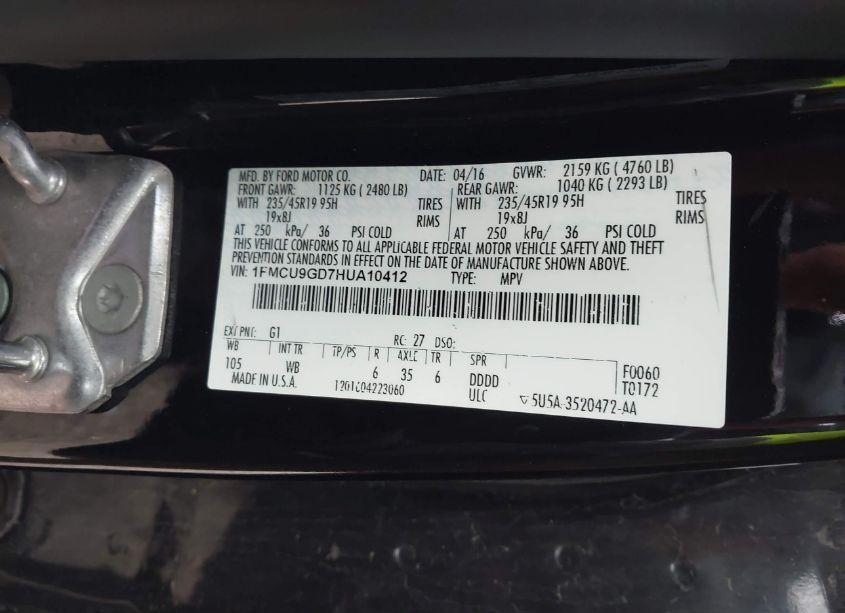 MFD. BY FORD MOTOR CO. DATE: 04/16 GVWR: 2159 KG ( 4760 LB)
FRONT GAWR: 1125 KG ( 2480 LB) REAR GAWR: 1040 KG ( 2293 LB)
WITH 235/45R19 95H TIRES WITH 235/45R19 95H TIRES
19x8J RIMS 19x8J RIMS
AT 250 kPa/ 36 PSI COLD AT 250 kPa/ 36 PSI COLD
THIS VEHICLE CONFORMS TO ALL APPLICABLE FEDERAL MOTOR VEHICLE SAFETY AND THEFT
PREVENTION STANDARDS IN EFFECT ON THE DATE OF MANUFACTURE SHOWN ABOVE.
VIN: 1FMCU9GD7HUA10412 TYPE: MPV
EXT PNT: G1 RC: 27 DSO:
WB INT TR TP/PS R AXLE TR SPR
105 WB 6 35 6 DDDD F0060
MADE IN U.S.A. 1201604223060 ULC T0172
5U5A-3520472-AA